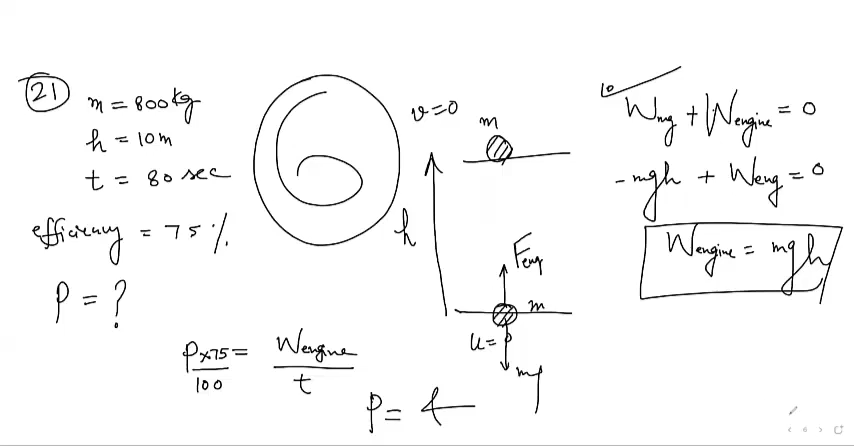 21
m = 800 kg
h = 10 m
t = 80 sec
efficiency = 75 %
P = ?
P×75/100 = Wengine/t
P =
v=0
m
h
Feng
m
u=0
mg
Wmg + Wengine = 0
-mgh + Weng = 0
Wengine = mgh